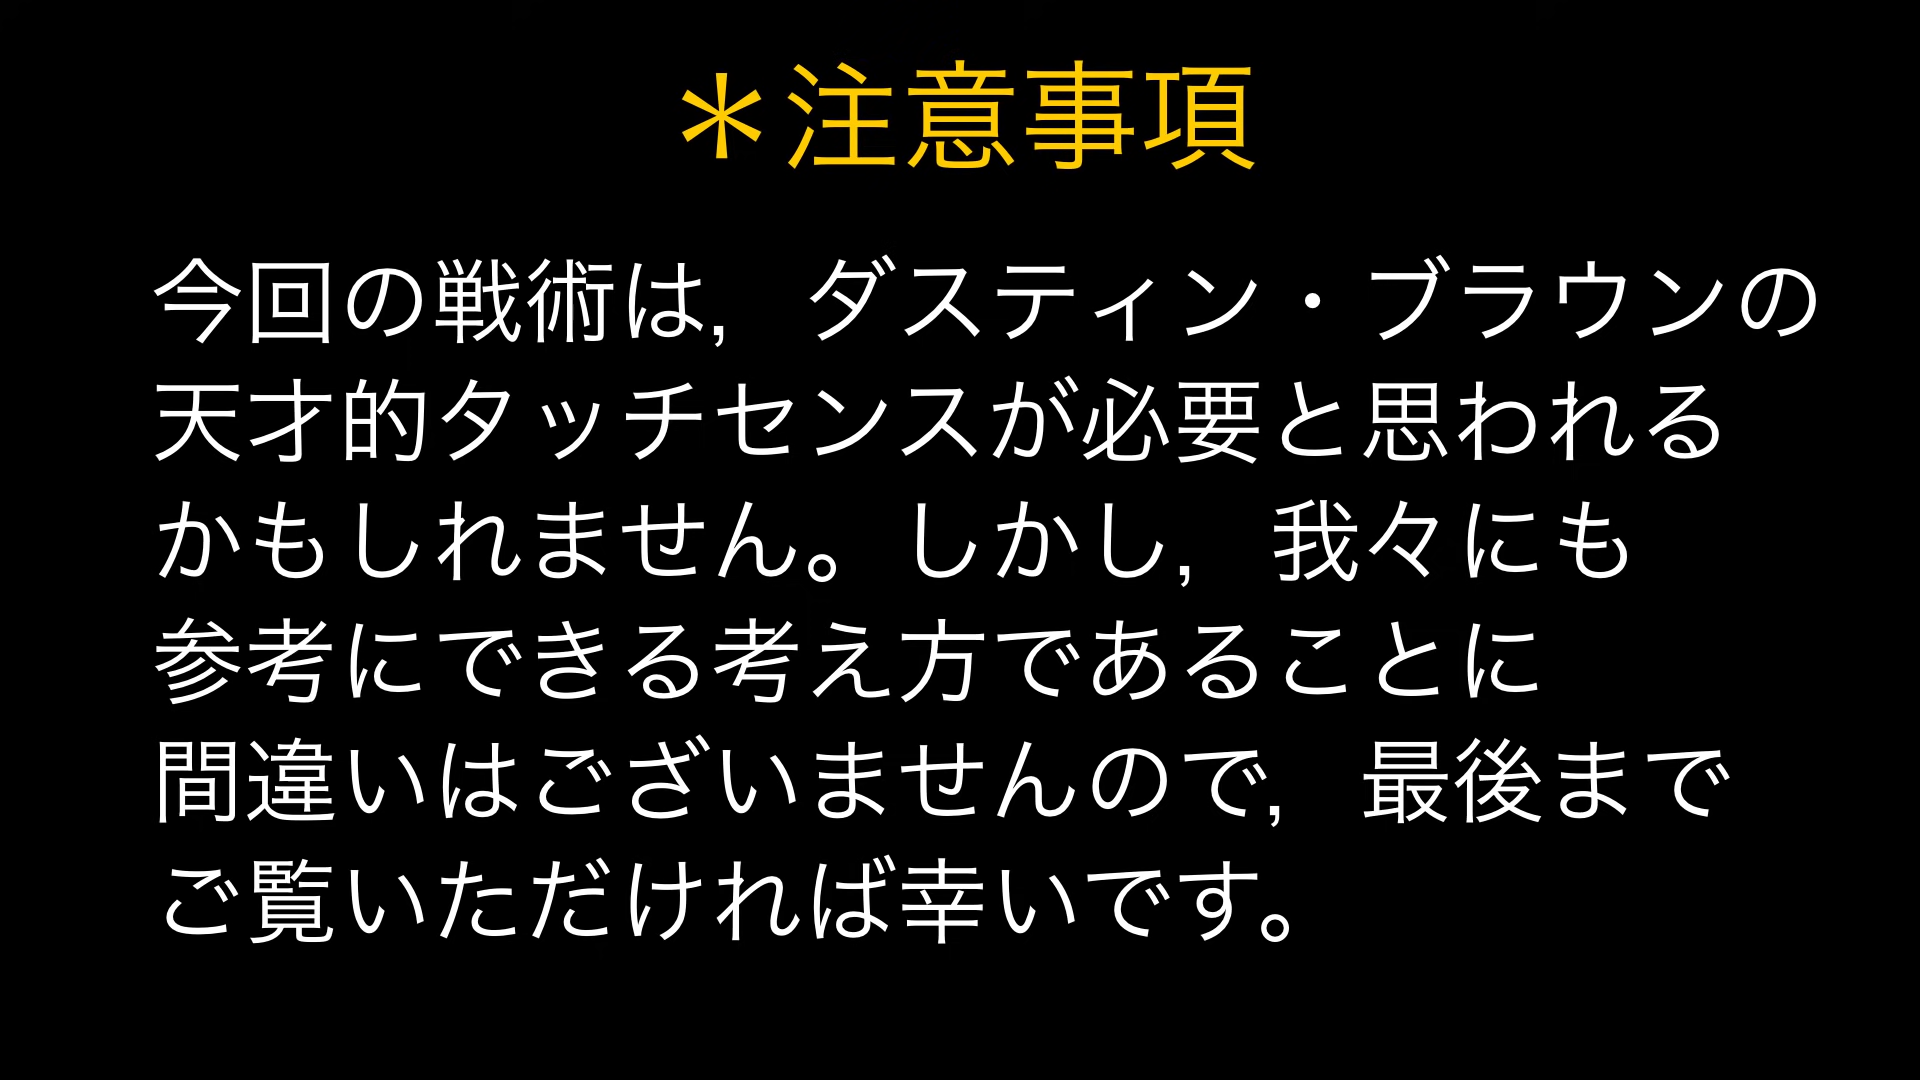 ＊注意事項
今回の戦術は，ダスティン・ブラウンの
天才的タッチセンスが必要と思われる
かもしれません。しかし，我々にも
参考にできる考え方であることに
間違いはございませんので，最後まで
ご覧いただければ幸いです。